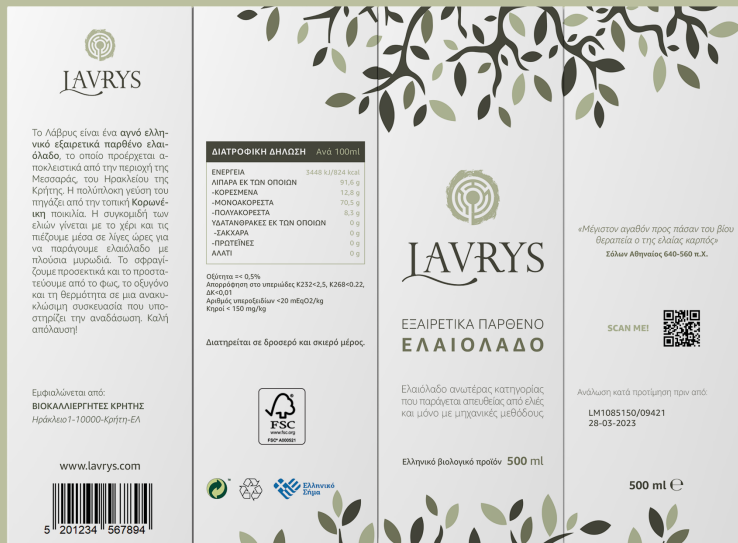 LAVRYS
Το Λάβρυς είναι ένα αγνό ελλη-
νικό εξαιρετικά παρθένο ελαι-
όλαδο, το οποίο προέρχεται α-
ποκλειστικά από την περιοχή της
Μεσσαράς, του Ηρακλείου της
Κρήτης. Η πολύπλοκη γεύση του
πηγάζει από την τοπική Κορωνέ-
ικη ποικιλία. Η συγκομιδή των
ελιών γίνεται με το χέρι και τις
πιέζουμε μέσα σε λίγες ώρες για
να παράγουμε ελαιόλαδο με
πλούσια μυρωδιά. Το σφραγί-
ζουμε προσεκτικά και το προστα-
τεύουμε από το φως, το οξυγόνο
και τη θερμότητα σε μια ανακυ-
κλώσιμη συσκευασία που υπο-
στηρίζει την αναδάσωση. Καλή
απόλαυση!
Εμφιαλώνεται από:
ΒΙΟΚΑΛΛΙΕΡΓΗΤΕΣ ΚΡΗΤΗΣ
Ηράκλειο1-10000-Κρήτη-ΕΛ
www.lavrys.com
5 201234 567894
ΔΙΑΤΡΟΦΙΚΗ ΔΗΛΩΣΗ Ανά 100ml
ΕΝΕΡΓΕΙΑ 3448 kJ/824 kcal
ΛΙΠΑΡΑ ΕΚ ΤΩΝ ΟΠΟΙΩΝ 91,6 g
-ΚΟΡΕΣΜΕΝΑ 12,8 g
-ΜΟΝΟΑΚΟΡΕΣΤΑ 70,5 g
-ΠΟΛΥΑΚΟΡΕΣΤΑ 8,3 g
ΥΔΑΤΑΝΘΡΑΚΕΣ ΕΚ ΤΩΝ ΟΠΟΙΩΝ 0 g
-ΣΑΚΧΑΡΑ 0 g
-ΠΡΩΤΕΪΝΕΣ 0 g
ΑΛΑΤΙ 0 g
Οξύτητα =< 0,5%
Απορρόφηση στο υπεριώδες Κ232<2,5, Κ268<0.22,
ΔΚ<0,01
Αριθμός υπεροξειδίων <20 mEqO2/kg
Κηροί < 150 mg/kg
Διατηρείται σε δροσερό και σκιερό μέρος.
FSC
www.fsc.org
FSC® A000521
Ελληνικό
Σήμα
LAVRYS
ΕΞΑΙΡΕΤΙΚΑ ΠΑΡΘΕΝΟ
ΕΛΑΙΟΛΑΔΟ
Ελαιόλαδο ανωτέρας κατηγορίας
που παράγεται απευθείας από ελιές
και μόνο με μηχανικές μεθόδους.
Ελληνικό βιολογικό προϊόν 500 ml
«Μέγιστον αγαθόν προς πάσαν του βίου
θεραπεία ο της ελαίας καρπός»
Σόλων Αθηναίος 640-560 π.Χ.
SCAN ME!
Ανάλωση κατά προτίμηση πριν από:
LM1085150/09421
28-03-2023
500 ml ℮